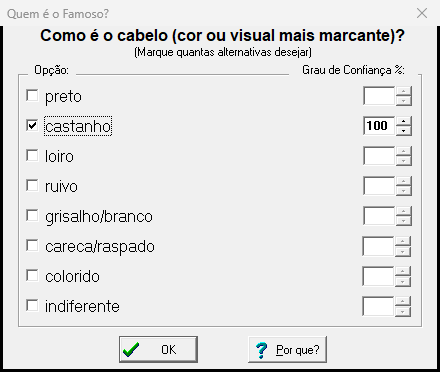 Quem é o Famoso?
Como é o cabelo (cor ou visual mais marcante)?
(Marque quantas alternativas desejar)
Opção: Grau de Confiança %:
preto
castanho 100
loiro
ruivo
grisalho/branco
careca/raspado
colorido
indiferente
OK Por que?